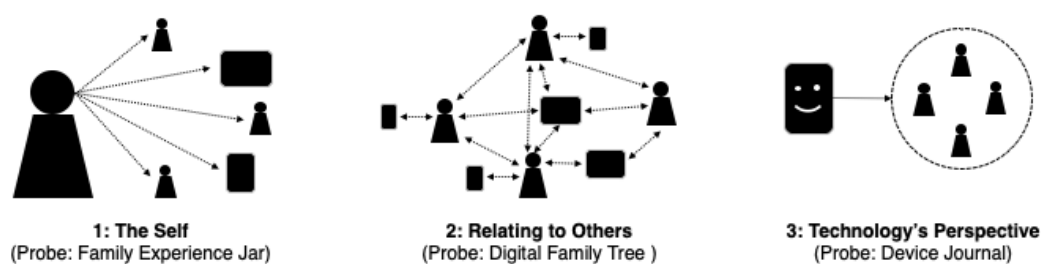 1: The Self
(Probe: Family Experience Jar)
2: Relating to Others
(Probe: Digital Family Tree )
3: Technology's Perspective
(Probe: Device Journal)